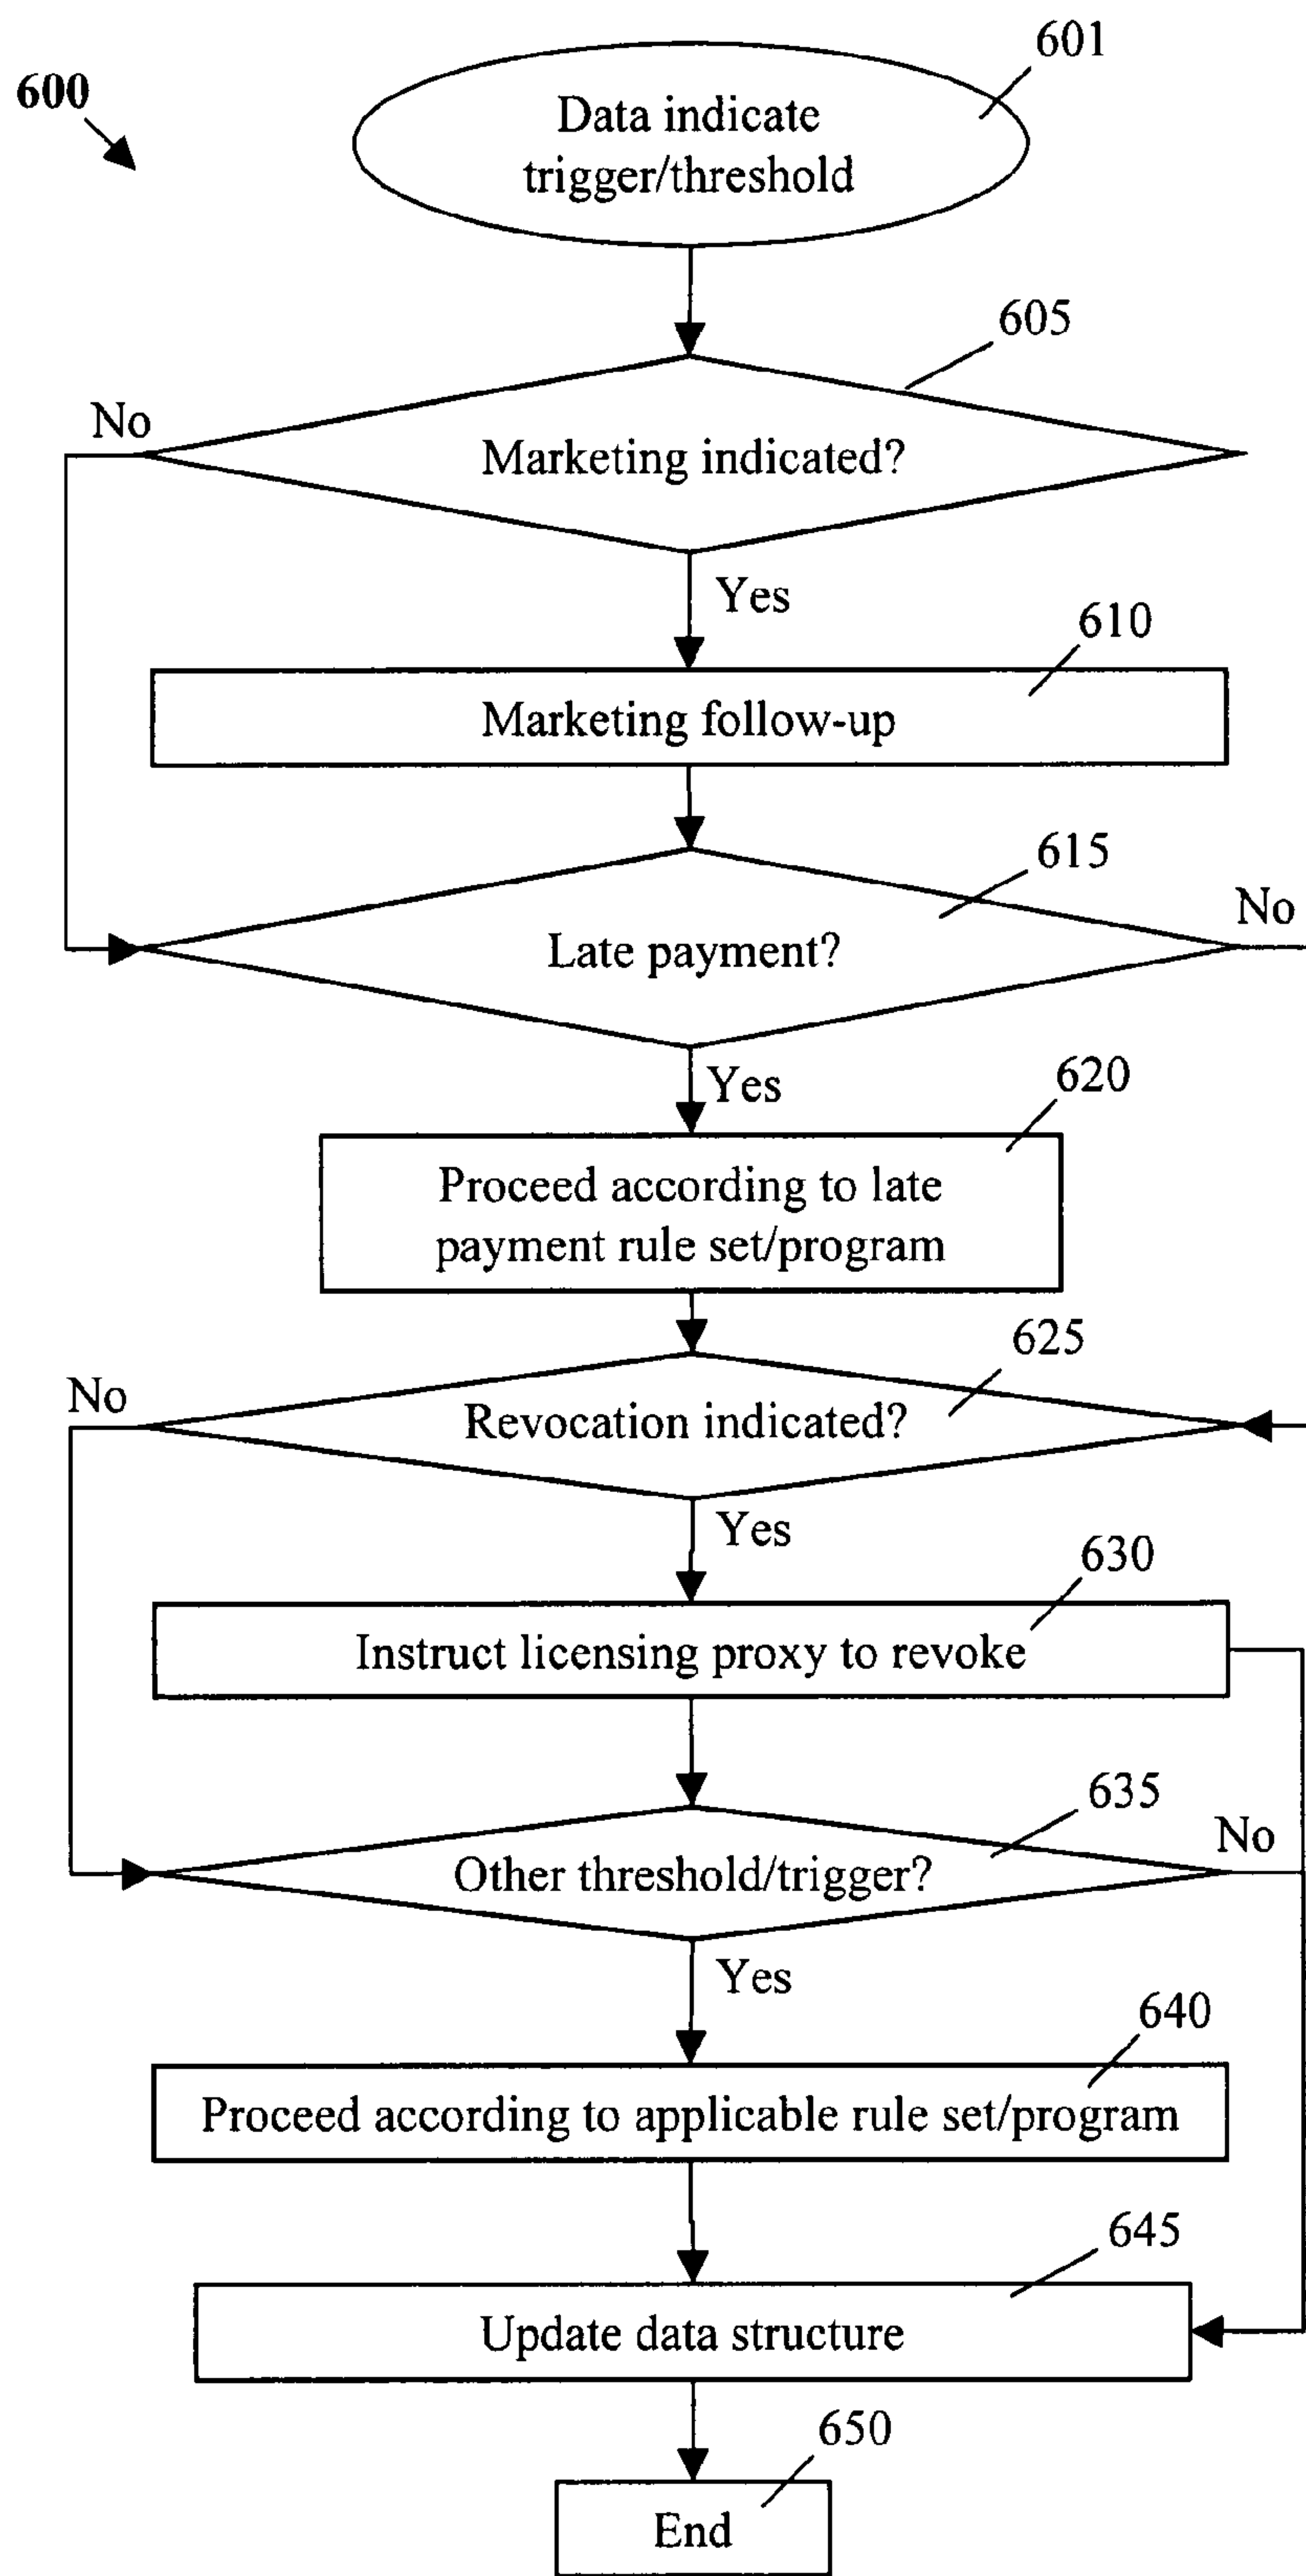 601
600
Data indicate
trigger/threshold
605
No
Marketing indicated?
Yes
610
Marketing follow-up
615
No
Late payment?
Yes
620
Proceed according to late
payment rule set/program
625
No
Revocation indicated?
Yes
630
Instruct licensing proxy to revoke
635
No
Other threshold/trigger?
Yes
640
Proceed according to applicable rule set/program
645
Update data structure
650
End